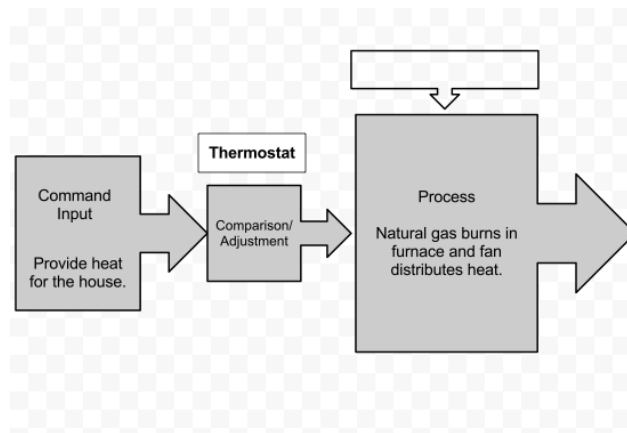 Command
Input
Provide heat
for the house.
Thermostat
Comparison/
Adjustment
Process
Natural gas burns in
furnace and fan
distributes heat.